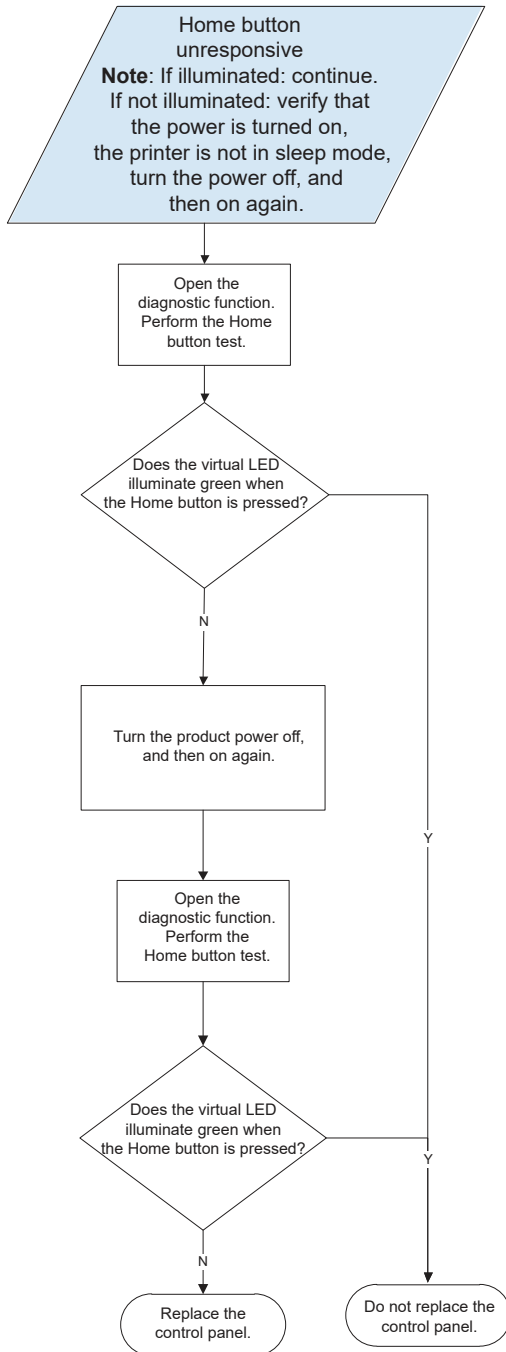 Home button
unresponsive
Note: If illuminated: continue.
If not illuminated: verify that
the power is turned on,
the printer is not in sleep mode,
turn the power off, and
then on again.
Open the
diagnostic function.
Perform the Home
button test.
Does the virtual LED
illuminate green when
the Home button is pressed?
N
Turn the product power off,
and then on again.
Y
Open the
diagnostic function.
Perform the
Home button test.
Does the virtual LED
illuminate green when
the Home button is pressed?
Y
N
Replace the
control panel.
Do not replace the
control panel.